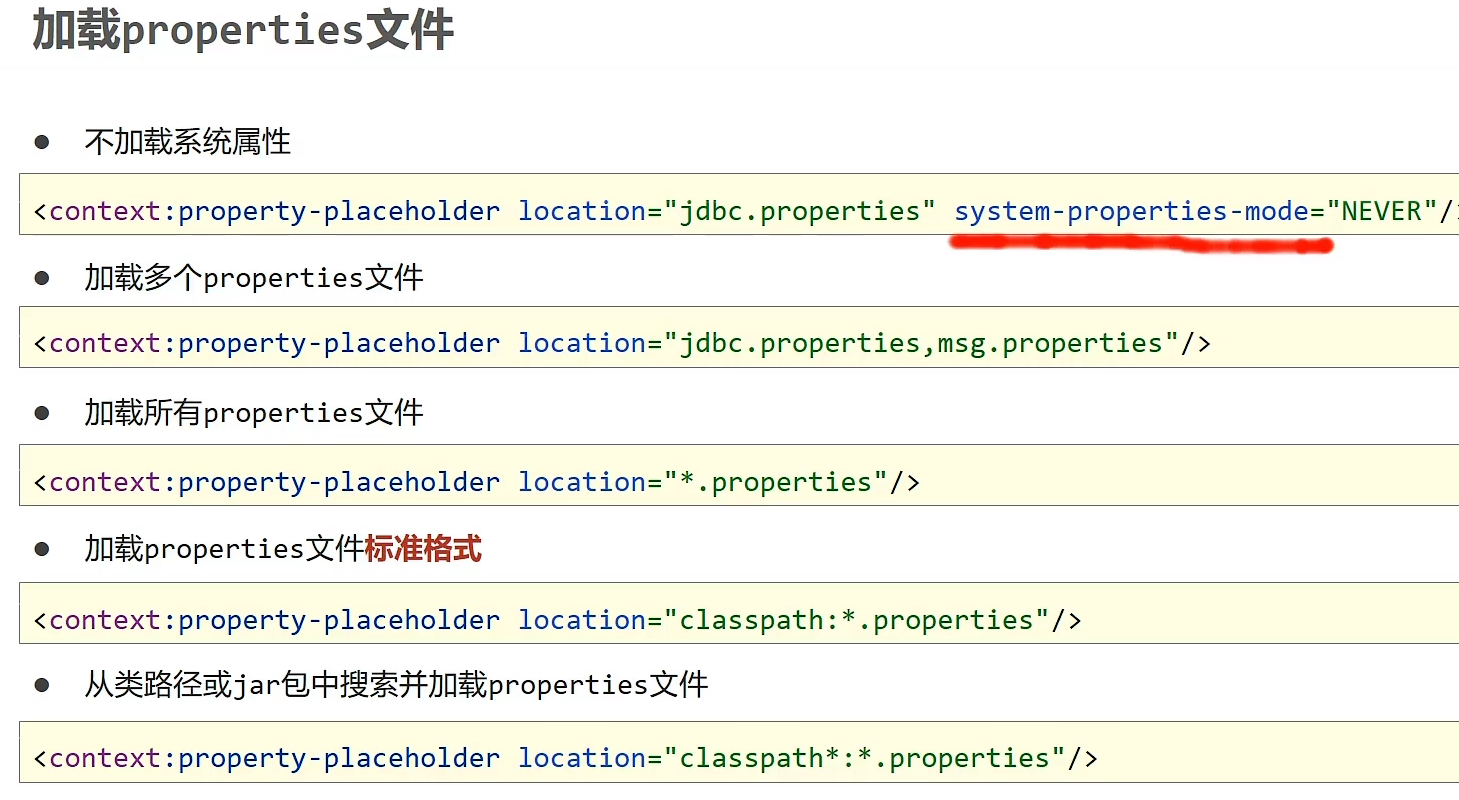 加载properties文件
不加载系统属性
<context:property-placeholder location="jdbc.properties" system-properties-mode="NEVER"/>
加载多个properties文件
<context:property-placeholder location="jdbc.properties,msg.properties"/>
加载所有properties文件
<context:property-placeholder location="*.properties"/>
加载properties文件标准格式
<context:property-placeholder location="classpath:*.properties"/>
从类路径或jar包中搜索并加载properties文件
<context:property-placeholder location="classpath*:*.properties"/>